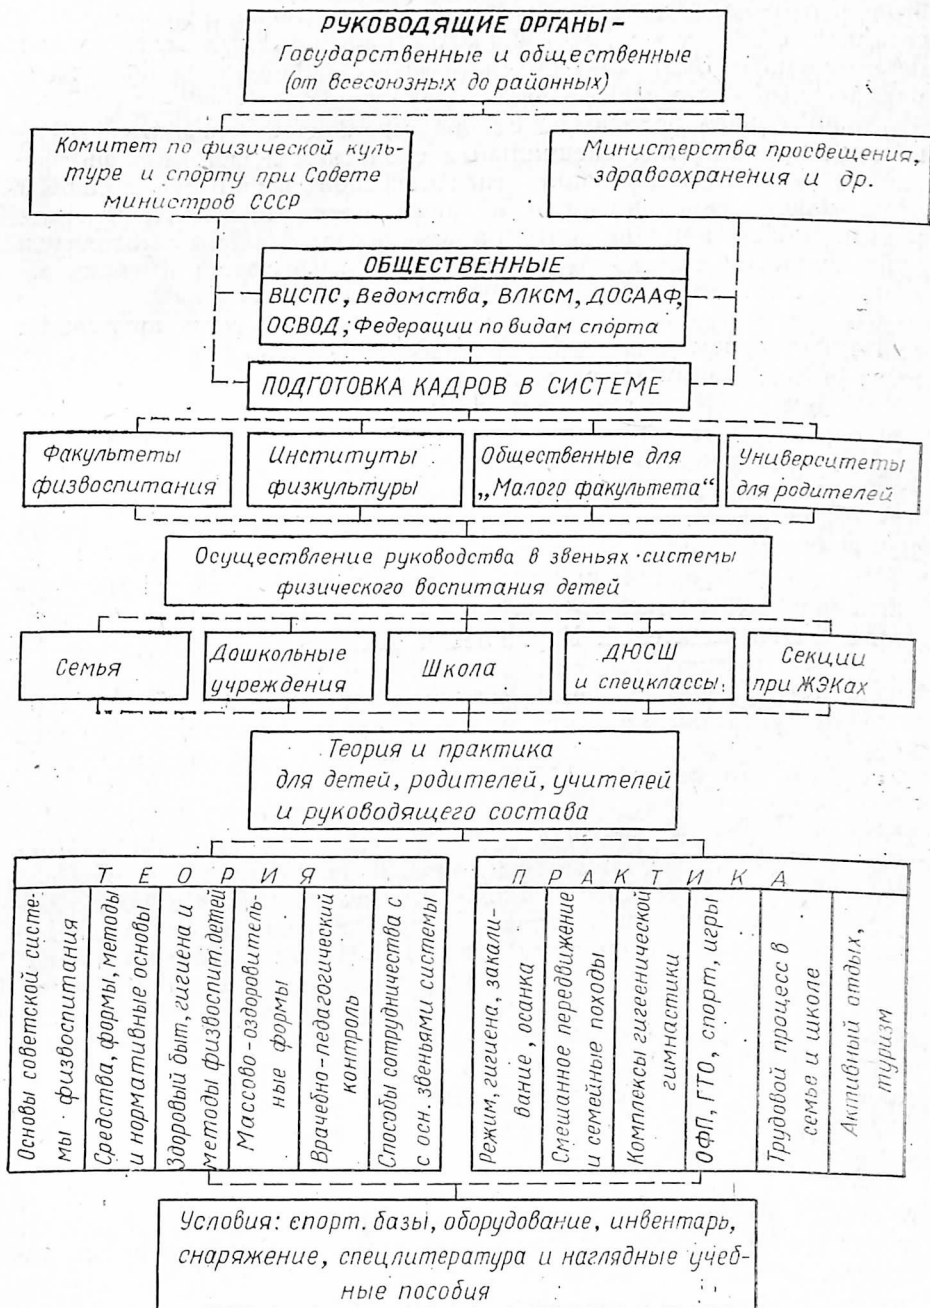 РУКОВОДЯЩИЕ ОРГАНЫ –
Государственные и общественные
(от всесоюзных до районных)
Комитет по физической куль-
туре и спорту при Совете
министров СССР
Министерства просвещения,
здравоохранения и др.
ОБЩЕСТВЕННЫЕ
ВЦСПС, Ведомства, ВЛКСМ, ДОСААФ,
ОСВОД; Федерации по видам спорта
ПОДГОТОВКА КАДРОВ В СИСТЕМЕ
Факультеты
физвоспитания
Институты
физкультуры
Общественные для
„Малого факультета“
Университеты
для родителей
Осуществление руководства в звеньях системы
физического воспитания детей
Семья
Дошкольные
учреждения
Школа
ДЮСШ
и спецклассы
Секции
при ЖЭКах
Теория и практика
для детей, родителей, учителей
и руководящего состава
ТЕОРИЯ
Основы советской систе-
мы физвоспитания
Средства, формы, методы
и нормативные основы
Здоровый быт, гигиена и
методы физвоспит. детей
Массово-оздоровитель-
ные формы
Врачебно-педагогический
контроль
Способы сотрудничества с
с осн. звеньями системы
ПРАКТИКА
Режим, гигиена, закали-
вание, осанка
Смешанное передвижение
и семейные походы
Комплексы гигеенической
гимнастики
ОФП, ГТО, спорт, игры
Трудовой процесс в
семье и школе
Активный отдых,
туризм
Условия: спорт. базы, оборудование, инвентарь,
снаряжение, спецлитература и наглядные учеб-
ные пособия